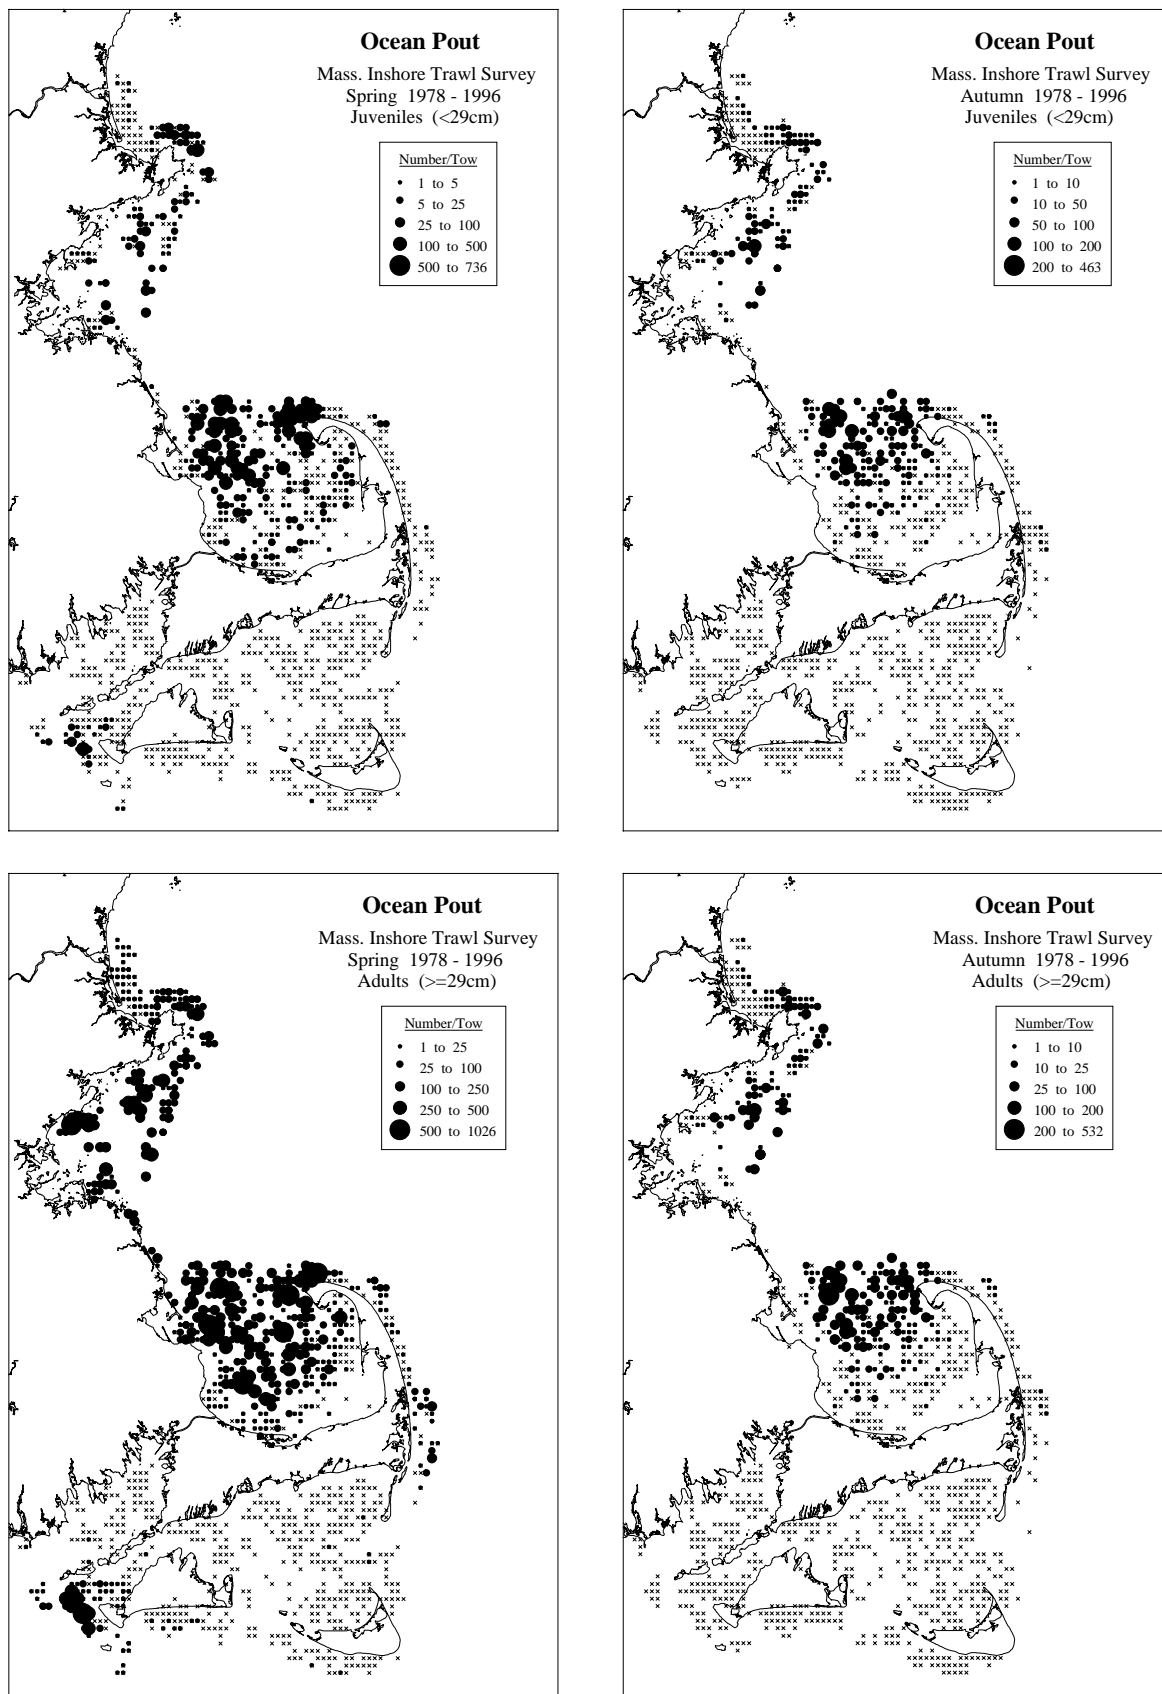 Ocean Pout
Mass. Inshore Trawl Survey
Spring 1978 - 1996
Juveniles (<29cm)
Number/Tow
1 to 5
5 to 25
25 to 100
100 to 500
500 to 736
Ocean Pout
Mass. Inshore Trawl Survey
Autumn 1978 - 1996
Juveniles (<29cm)
Number/Tow
1 to 10
10 to 50
50 to 100
100 to 200
200 to 463
Ocean Pout
Mass. Inshore Trawl Survey
Spring 1978 - 1996
Adults (>=29cm)
Number/Tow
1 to 25
25 to 100
100 to 250
250 to 500
500 to 1026
Ocean Pout
Mass. Inshore Trawl Survey
Autumn 1978 - 1996
Adults (>=29cm)
Number/Tow
1 to 10
10 to 25
25 to 100
100 to 200
200 to 532